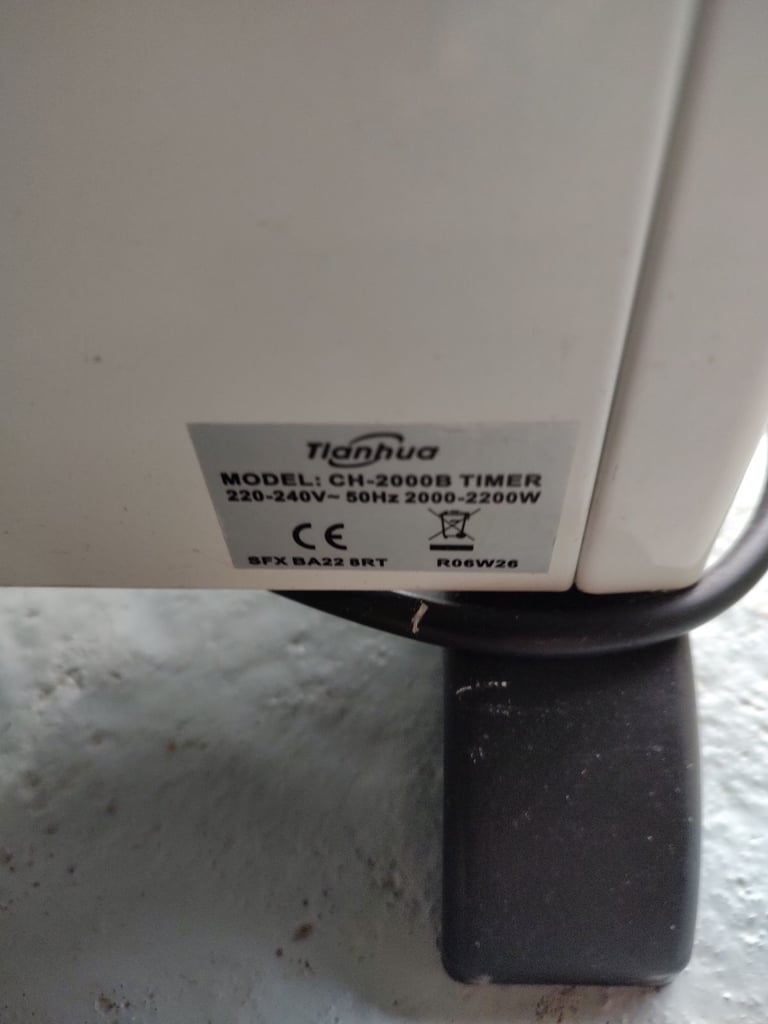 Tianhua
MODEL: CH-2000B TIMER
220-240V~ 50Hz 2000-2200W
CE
SFX BA22 8RT R06W26